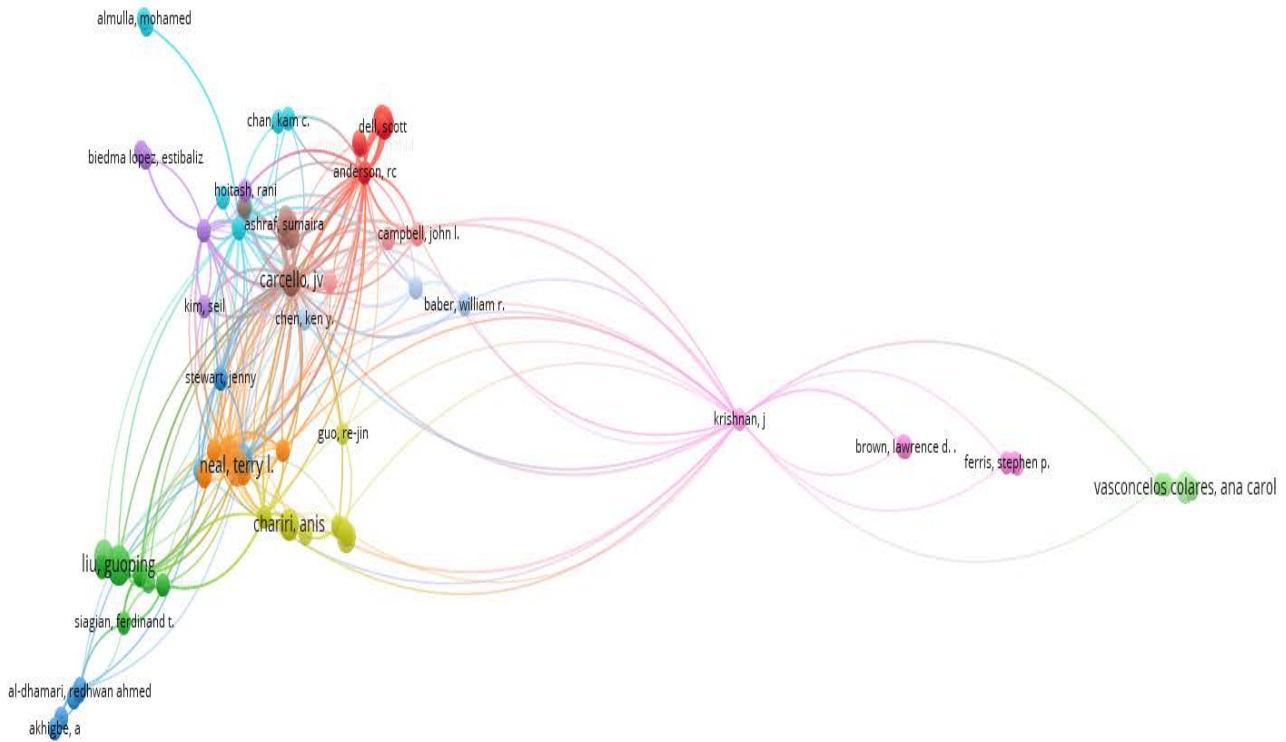 almulla, mohamed
chan, kam c.
dell, scott
biedma lopez, estibaliz
anderson, rc
hoitash, rani
ashraf, sumaira
campbell, john l.
carcello, jv
kim, seil
chen, ken y.
baber, william r.
stewart, jenny
krishnan, j
guo, re-jin
brown, lawrence d. .
neal, terry l.
ferris, stephen p.
vasconcelos colares, ana carol
chariri, anis
liu, guoping
siagian, ferdinand t.
al-dhamari, redhwan ahmed
akhigbe, a